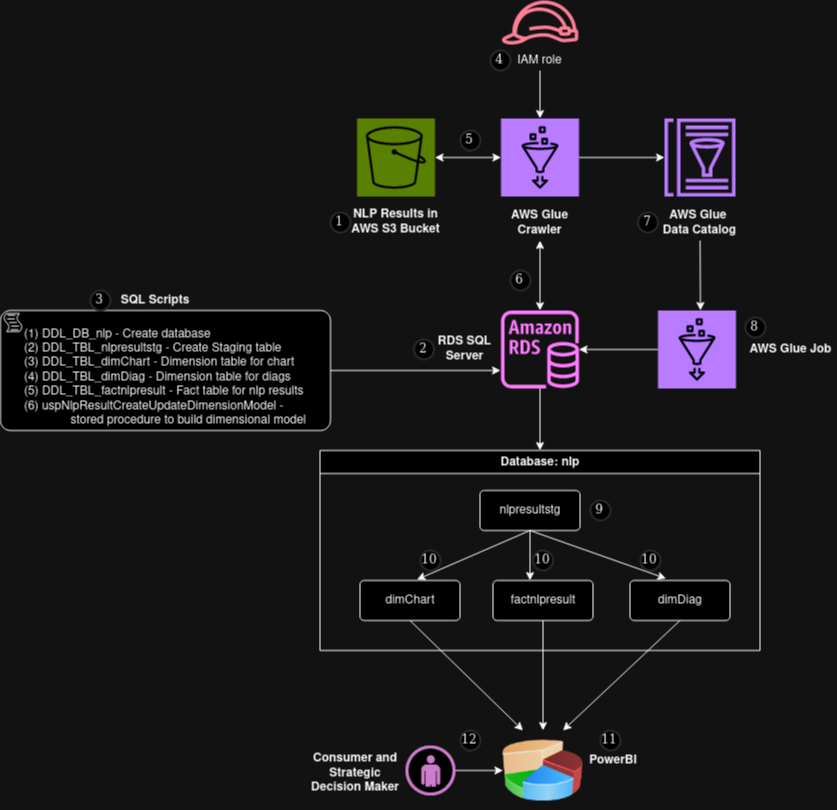 4 IAM role
5
1 NLP Results in
AWS S3 Bucket
AWS Glue
Crawler
7 AWS Glue
Data Catalog
6
3 SQL Scripts
(1) DDL_DB_nlp - Create database
(2) DDL_TBL_nlpresultstg - Create Staging table
(3) DDL_TBL_dimChart - Dimension table for chart
(4) DDL_TBL_dimDiag - Dimension table for diags
(5) DDL_TBL_factnlpresult - Fact table for nlp results
(6) uspNlpResultCreateUpdateDimensionModel -
stored procedure to build dimensional model
2 RDS SQL
Server
Amazon
RDS
8
AWS Glue Job
Database: nlp
nlpresultstg 9
10 10 10
dimChart factnlpresult dimDiag
12 11
Consumer and
Strategic
Decision Maker
PowerBI